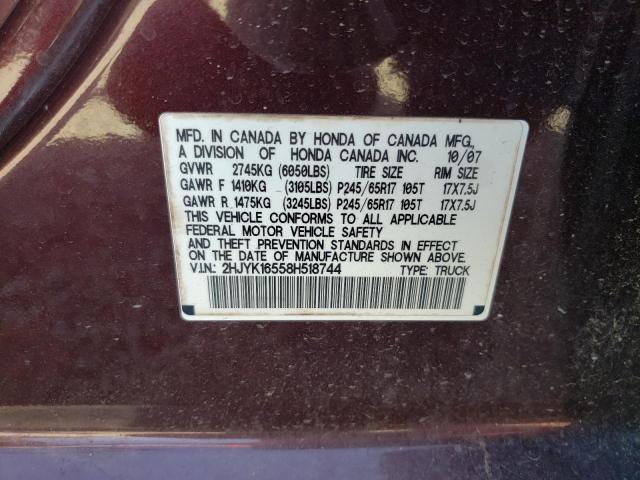 MFD. IN CANADA BY HONDA OF CANADA MFG.,
A DIVISION OF HONDA CANADA INC. 10/07
GVWR 2745KG (6050LBS) TIRE SIZE RIM SIZE
GAWR F 1410KG (3105LBS) P245/65R17 105T 17X7.5J
GAWR R 1475KG (3245LBS) P245/65R17 105T 17X7.5J
THIS VEHICLE CONFORMS TO ALL APPLICABLE
FEDERAL MOTOR VEHICLE SAFETY
AND THEFT PREVENTION STANDARDS IN EFFECT
ON THE DATE OF MANUFACTURE SHOWN ABOVE.
V.I.N.: 2HJYK16558H518744 TYPE: TRUCK